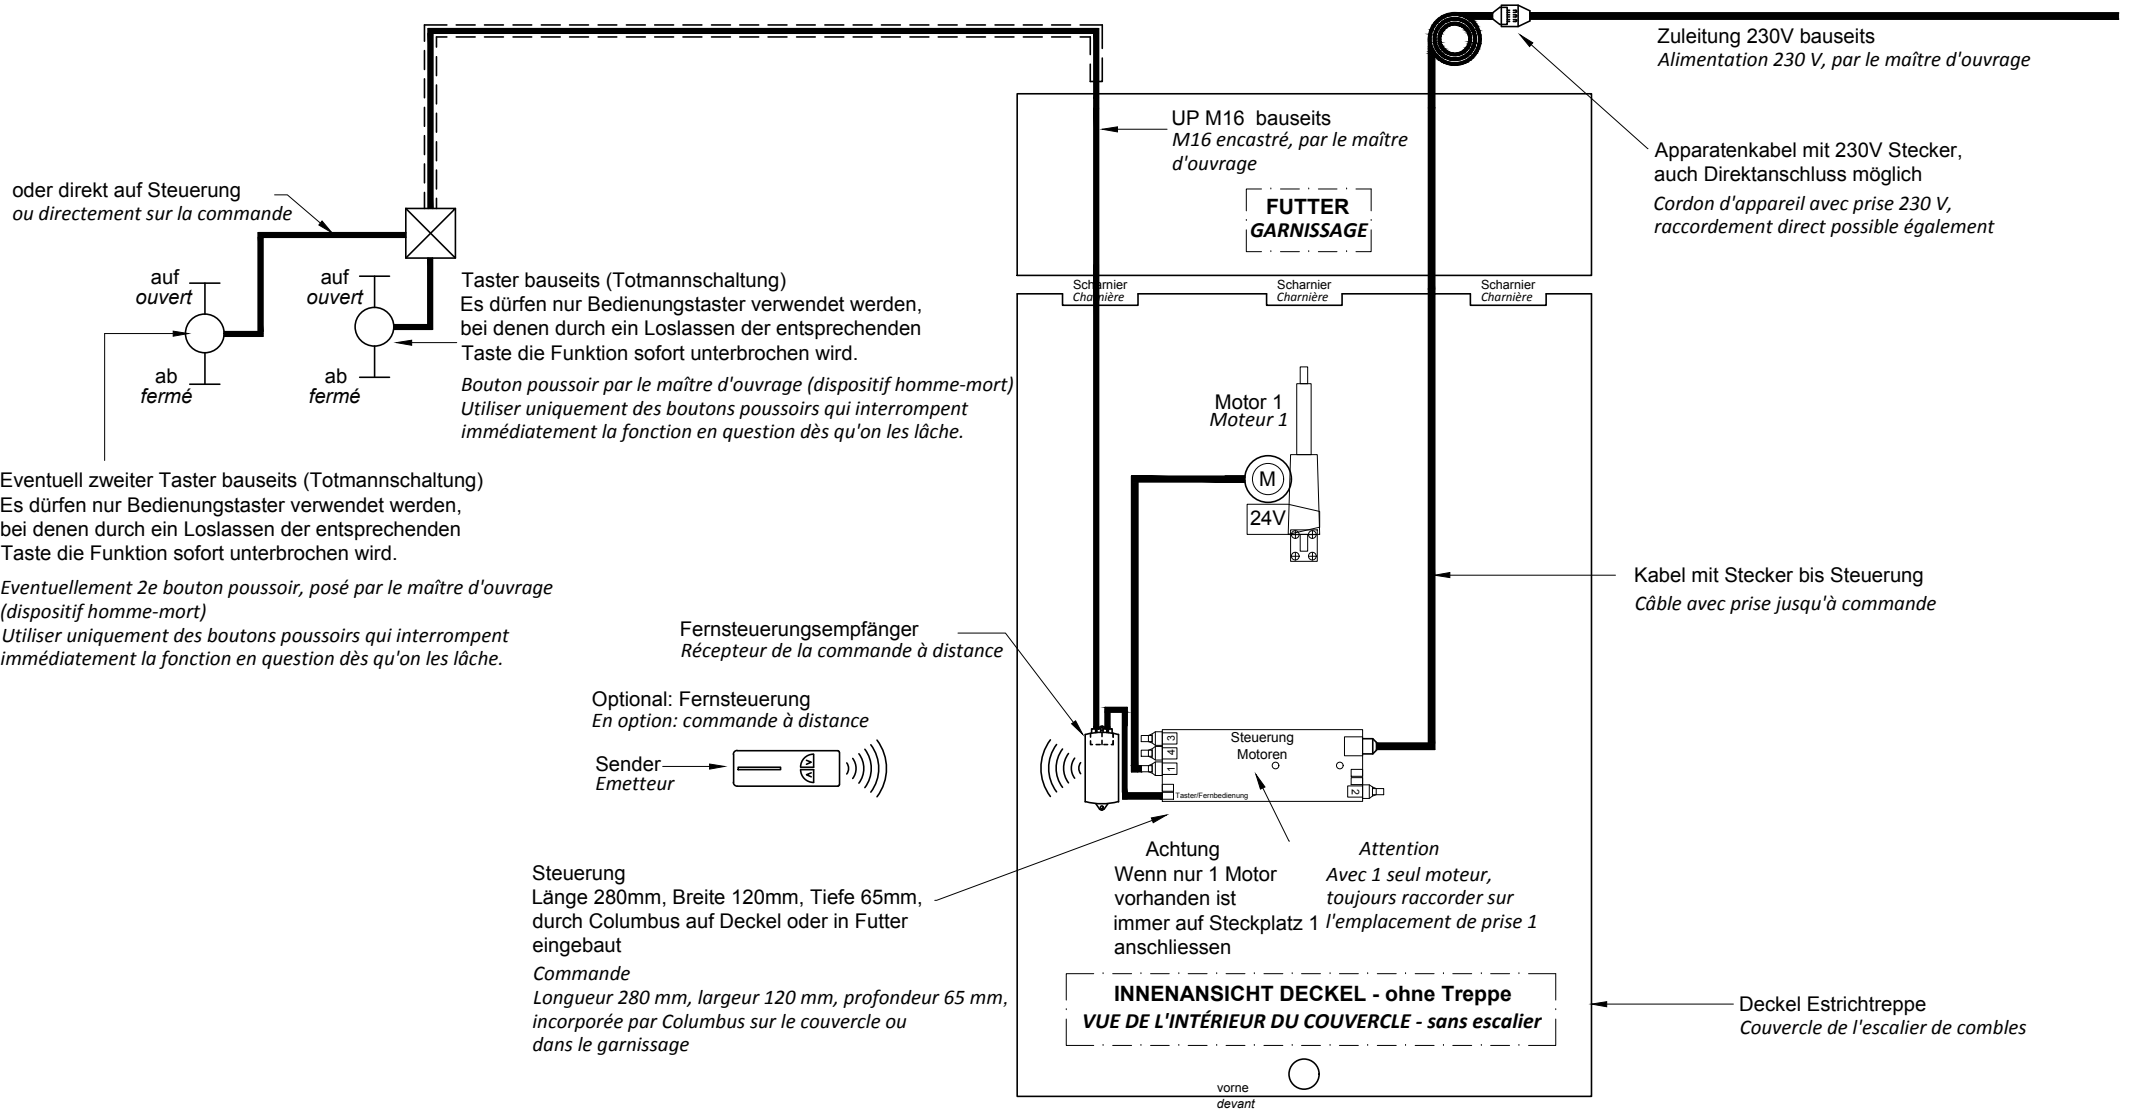 Zuleitung 230V bauseits
Alimentation 230 V, par le maître d'ouvrage
UP M16 bauseits
M16 encastré, par le maître
d'ouvrage
Apparatenkabel mit 230V Stecker,
auch Direktanschluss möglich
Cordon d'appareil avec prise 230 V,
raccordement direct possible également
oder direkt auf Steuerung
ou directement sur la commande
FUTTER
GARNISSAGE
auf
ouvert
ab
fermé
auf
ouvert
ab
fermé
Taster bauseits (Totmannschaltung)
Es dürfen nur Bedienungstaster verwendet werden,
bei denen durch ein Loslassen der entsprechenden
Taste die Funktion sofort unterbrochen wird.
Bouton poussoir par le maître d'ouvrage (dispositif homme-mort)
Utiliser uniquement des boutons poussoirs qui interrompent
immédiatement la fonction en question dès qu'on les lâche.
Scharnier
Charnière
Scharnier
Charnière
Scharnier
Charnière
Motor 1
Moteur 1
M
24V
Eventuell zweiter Taster bauseits (Totmannschaltung)
Es dürfen nur Bedienungstaster verwendet werden,
bei denen durch ein Loslassen der entsprechenden
Taste die Funktion sofort unterbrochen wird.
Eventuellement 2e bouton poussoir, posé par le maître d'ouvrage
(dispositif homme-mort)
Utiliser uniquement des boutons poussoirs qui interrompent
immédiatement la fonction en question dès qu'on les lâche.
Kabel mit Stecker bis Steuerung
Câble avec prise jusqu'à commande
Fernsteuerungsempfänger
Récepteur de la commande à distance
Optional: Fernsteuerung
En option: commande à distance
Sender
Emetteur
3
4
1
Steuerung
Motoren
Taster/Fernbedienung
2
Steuerung
Länge 280mm, Breite 120mm, Tiefe 65mm,
durch Columbus auf Deckel oder in Futter
eingebaut
Commande
Longueur 280 mm, largeur 120 mm, profondeur 65 mm,
incorporée par Columbus sur le couvercle ou
dans le garnissage
Achtung
Wenn nur 1 Motor
vorhanden ist
immer auf Steckplatz 1
anschliessen
Attention
Avec 1 seul moteur,
toujours raccorder sur
l'emplacement de prise 1
INNENANSICHT DECKEL - ohne Treppe
VUE DE L'INTÉRIEUR DU COUVERCLE - sans escalier
Deckel Estrichtreppe
Couvercle de l'escalier de combles
vorne
devant